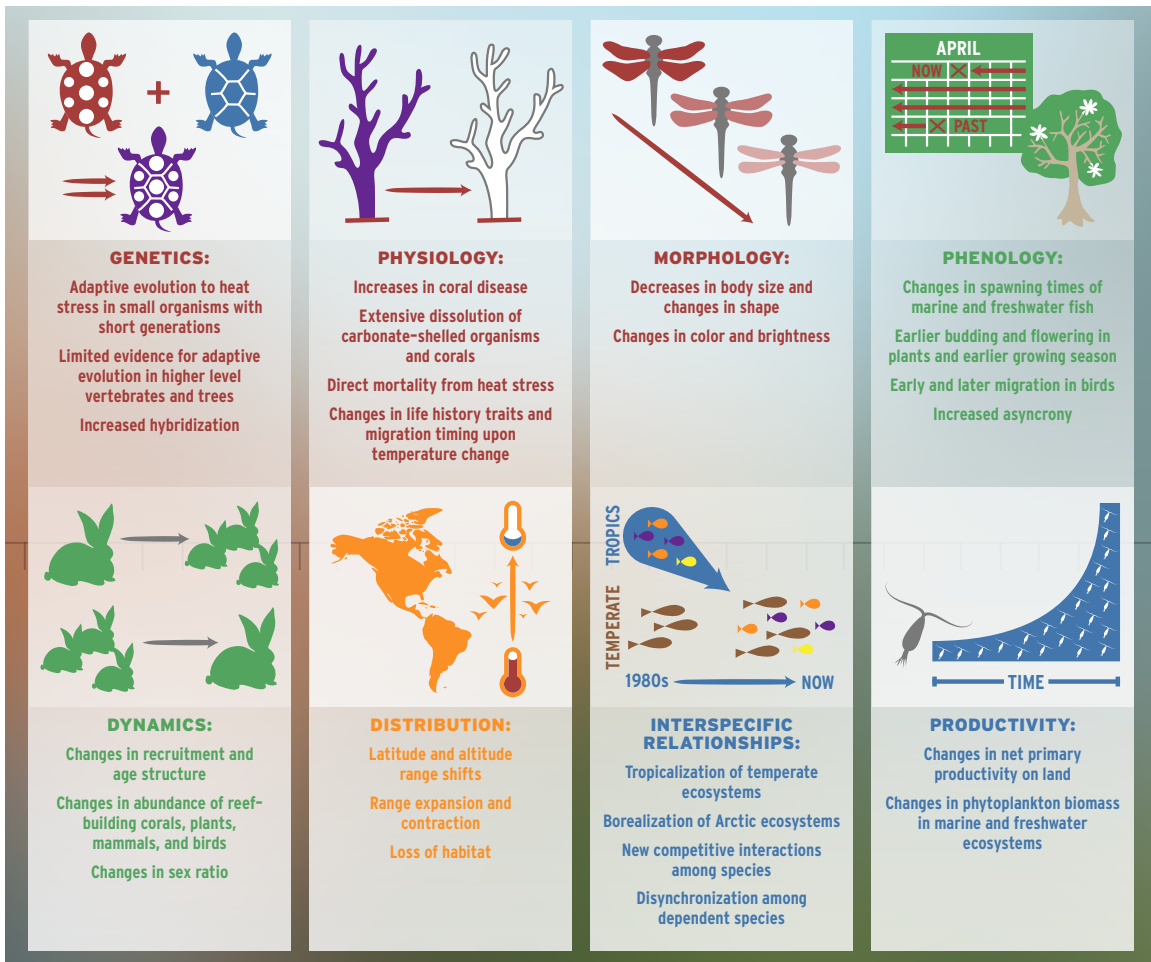 APRIL
NOW
PAST
GENETICS:
Adaptive evolution to heat
stress in small organisms with
short generations
Limited evidence for adaptive
evolution in higher level
vertebrates and trees
Increased hybridization
PHYSIOLOGY:
Increases in coral disease
Extensive dissolution of
carbonate-shelled organisms
and corals
Direct mortality from heat stress
Changes in life history traits and
migration timing upon
temperature change
MORPHOLOGY:
Decreases in body size and
changes in shape
Changes in color and brightness
PHENOLOGY:
Changes in spawning times of
marine and freshwater fish
Earlier budding and flowering in
plants and earlier growing season
Early and later migration in birds
Increased asyncrony
TROPICS
TEMPERATE
1980s
NOW
TIME
DYNAMICS:
Changes in recruitment and
age structure
Changes in abundance of reef-
building corals, plants,
mammals, and birds
Changes in sex ratio
DISTRIBUTION:
Latitude and altitude
range shifts
Range expansion and
contraction
Loss of habitat
INTERSPECIFIC
RELATIONSHIPS:
Tropicalization of temperate
ecosystems
Borealization of Arctic ecosystems
New competitive interactions
among species
Disynchronization among
dependent species
PRODUCTIVITY:
Changes in net primary
productivity on land
Changes in phytoplankton biomass
in marine and freshwater
ecosystems